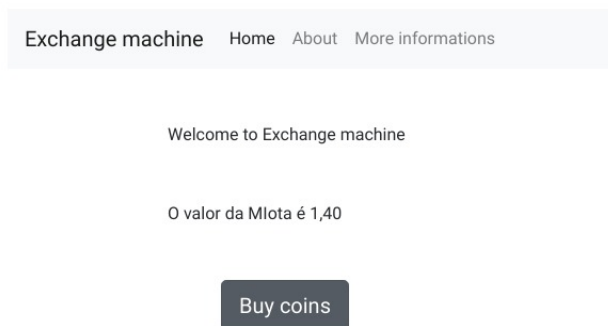 Exchange machine Home About More informations
Welcome to Exchange machine
O valor da MIota é 1,40
Buy coins